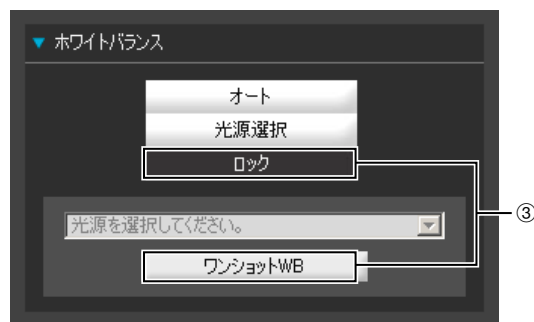 ホワイトバランス
オート
光源選択
ロック
③
光源を選択してください。
ワンショットWB